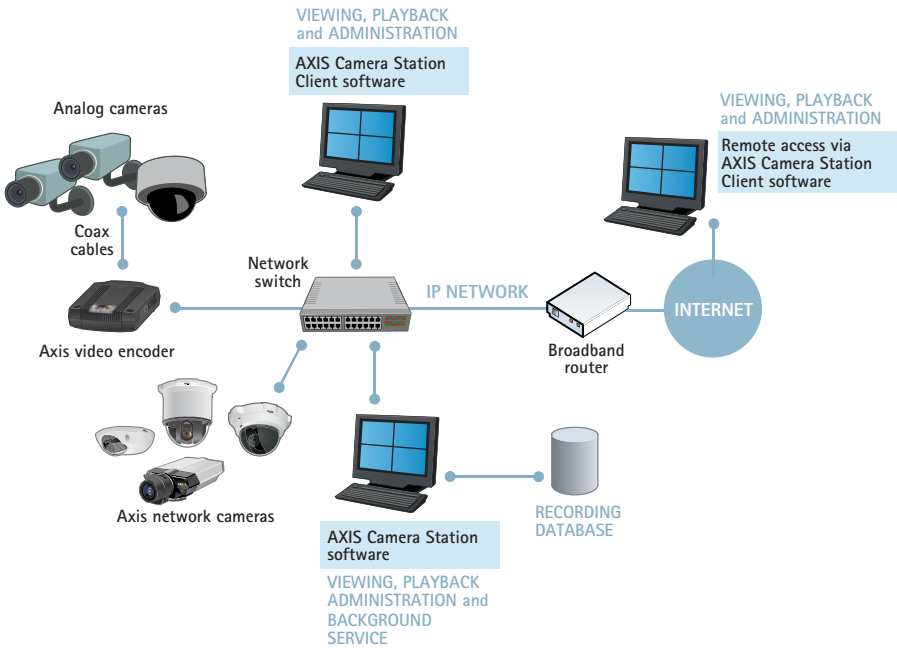 VIEWING, PLAYBACK
and ADMINISTRATION
AXIS Camera Station
Client software
Analog cameras
VIEWING, PLAYBACK
and ADMINISTRATION
Remote access via
AXIS Camera Station
Client software
Coax
cables
Network
switch
IP NETWORK
INTERNET
Axis video encoder
Broadband
router
Axis network cameras
RECORDING
DATABASE
AXIS Camera Station
software
VIEWING, PLAYBACK
ADMINISTRATION and
BACKGROUND
SERVICE